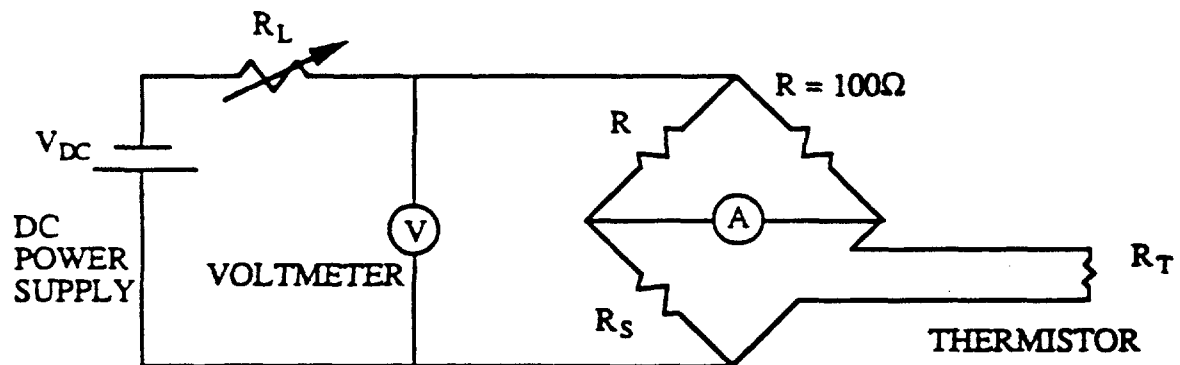 R_L
R = 100Ω
R
V_DC
A
V
DC
POWER
SUPPLY
VOLTMETER
R_T
R_S
THERMISTOR